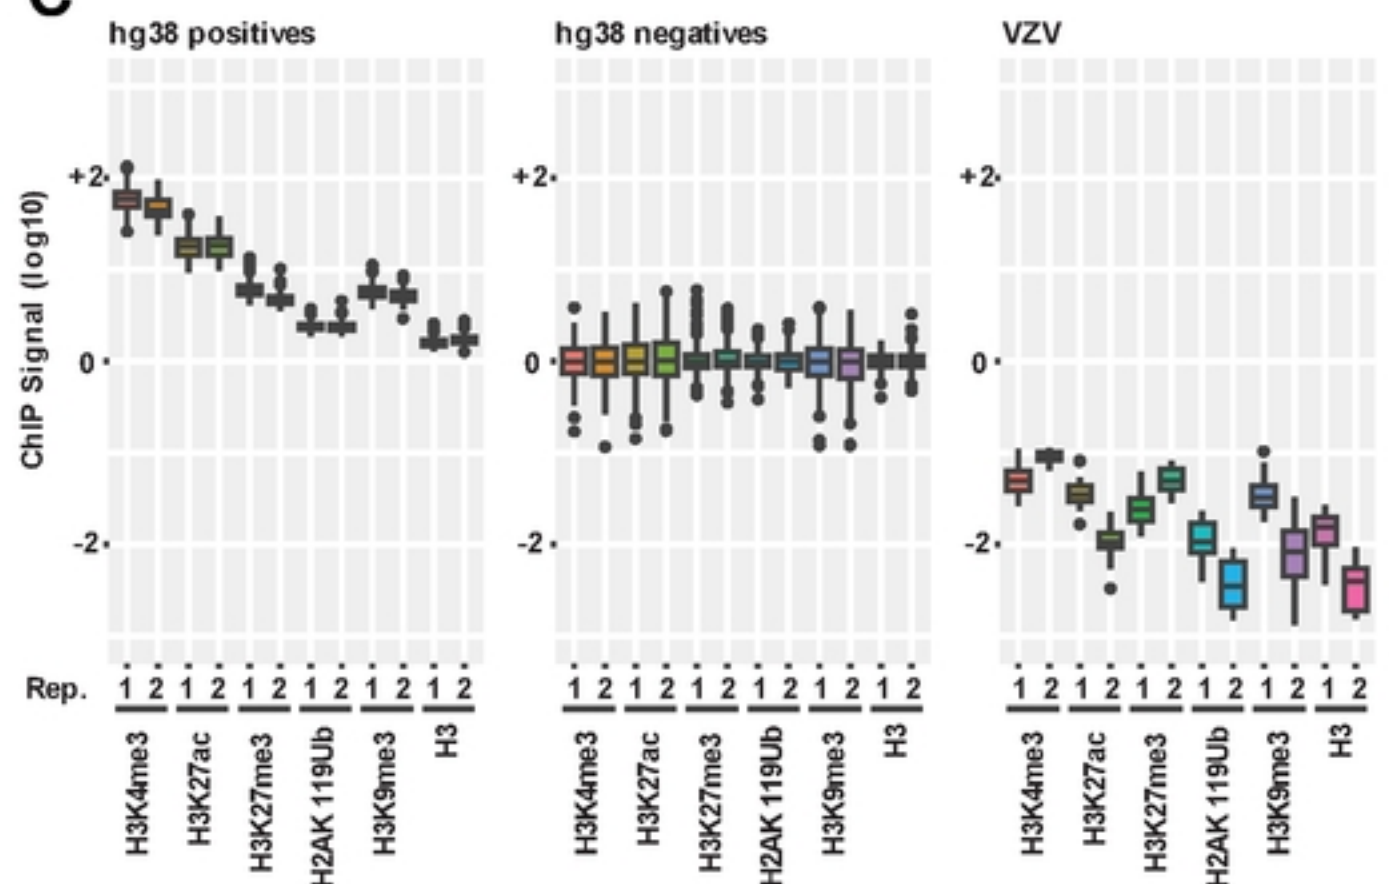 C
hg38 positives hg38 negatives VZV
ChIP Signal (log10)
+2 +2 +2
0 0 0
-2 -2 -2
Rep. 1 2 1 2 1 2 1 2 1 2 1 2 1 2 1 2 1 2 1 2 1 2 1 2 1 2 1 2 1 2 1 2 1 2 1 2
H3K4me3 H3K27ac H3K27me3 H2AK 119Ub H3K9me3 H3 H3K4me3 H3K27ac H3K27me3 H2AK 119Ub H3K9me3 H3 H3K4me3 H3K27ac H3K27me3 H2AK 119Ub H3K9me3 H3